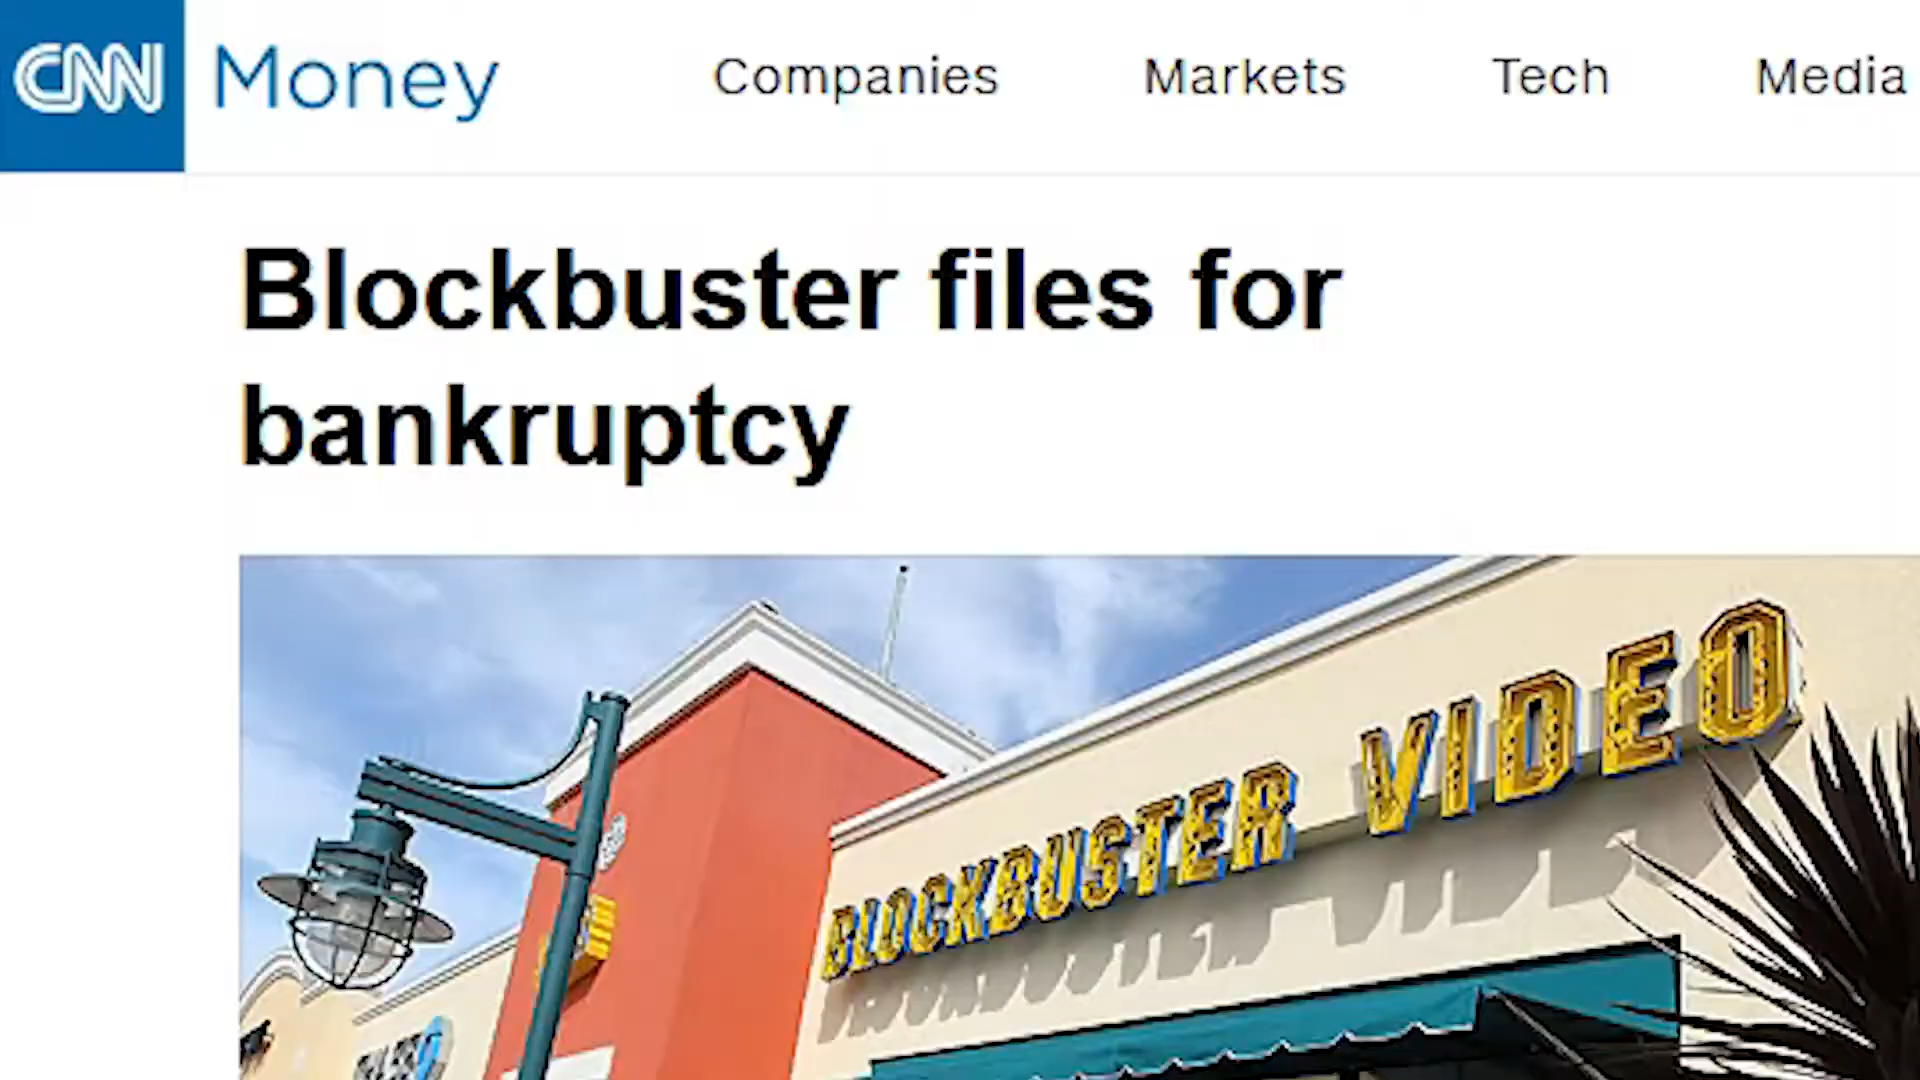 CNN Money Companies Markets Tech Media
Blockbuster files for
bankruptcy
BLOCKBUSTER VIDEO